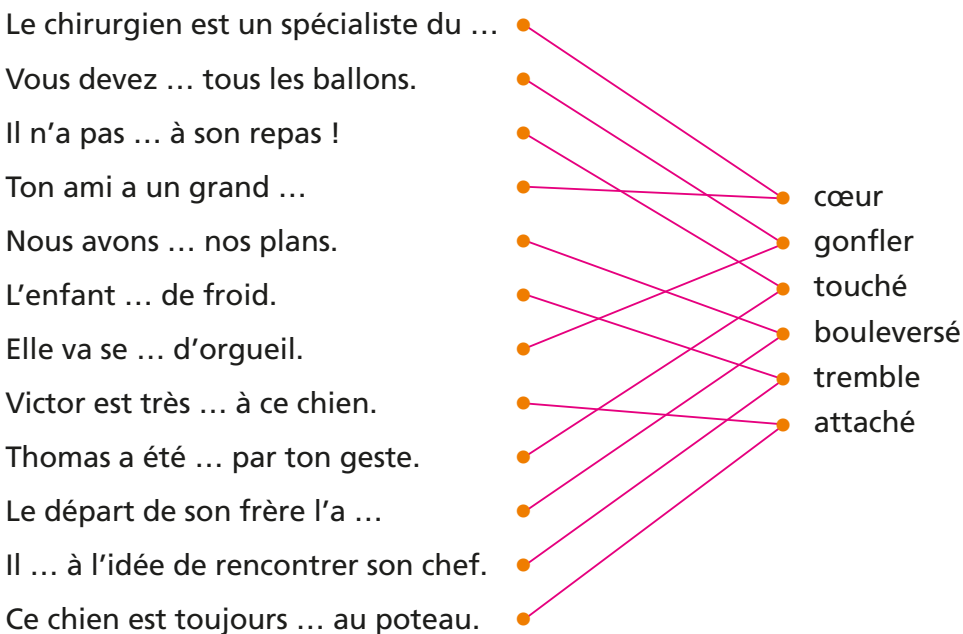 Le chirurgien est un spécialiste du …
Vous devez … tous les ballons.
Il n’a pas … à son repas !
Ton ami a un grand …
Nous avons … nos plans.
L’enfant … de froid.
Elle va se … d’orgueil.
Victor est très … à ce chien.
Thomas a été … par ton geste.
Le départ de son frère l’a …
Il … à l’idée de rencontrer son chef.
Ce chien est toujours … au poteau.
cœur
gonfler
touché
bouleversé
tremble
attaché